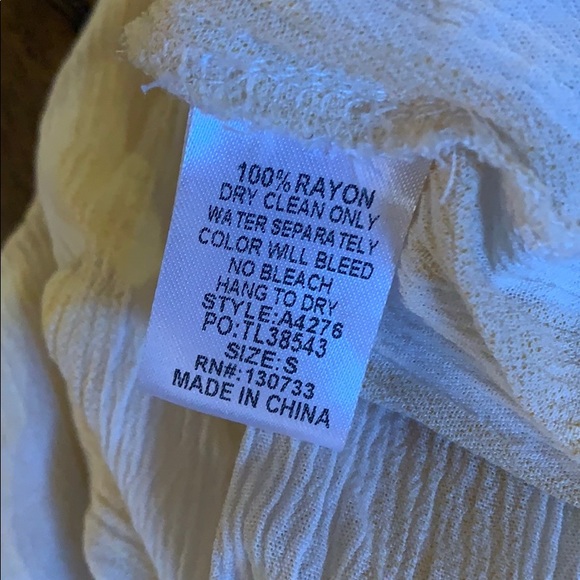 100% RAYON
DRY CLEAN ONLY
WATER SEPARATELY
COLOR WILL BLEED
NO BLEACH
HANG TO DRY
STYLE:A4276
PO:TL38543
SIZE:S
RN#:130733
MADE IN CHINA